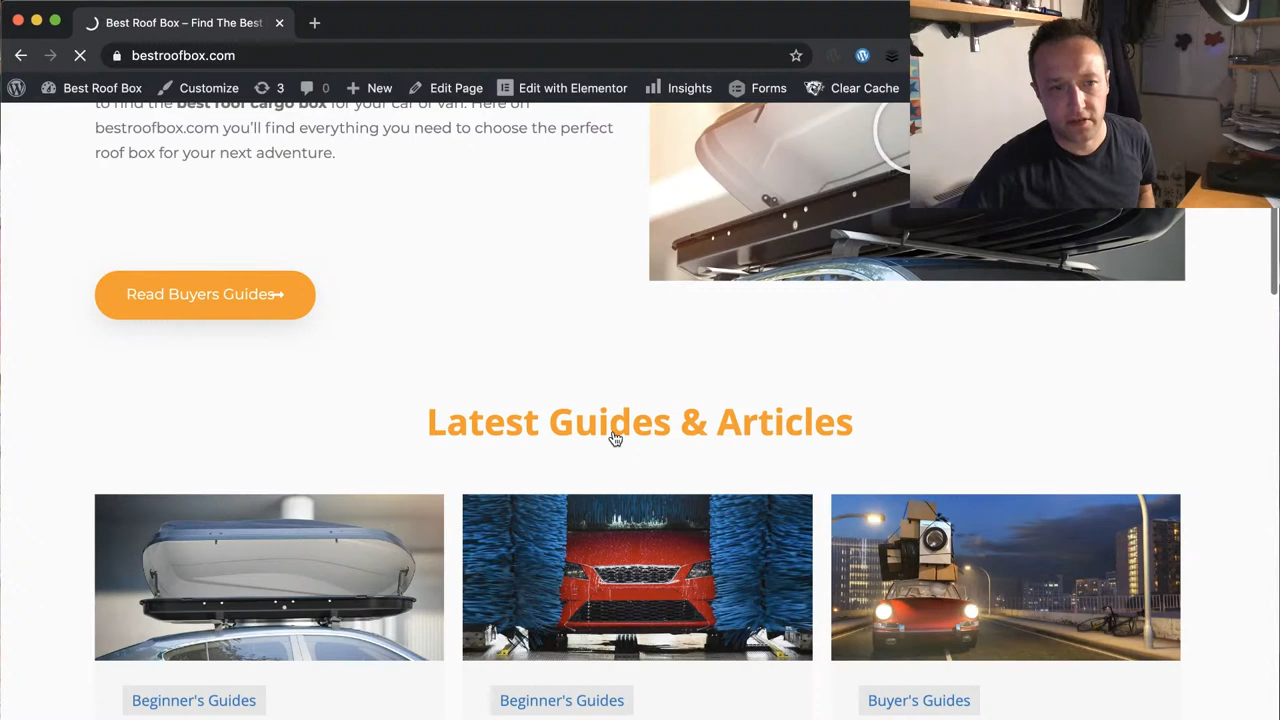 Best Roof Box – Find The Best
bestroofbox.com
Best Roof Box Customize 3 0 New Edit Page Edit with Elementor Insights Forms Clear Cache
to find the best roof cargo box for your car or van. Here on
bestroofbox.com you'll find everything you need to choose the perfect
roof box for your next adventure.
Read Buyers Guides
Latest Guides & Articles
Beginner's Guides
Beginner's Guides
Buyer's Guides